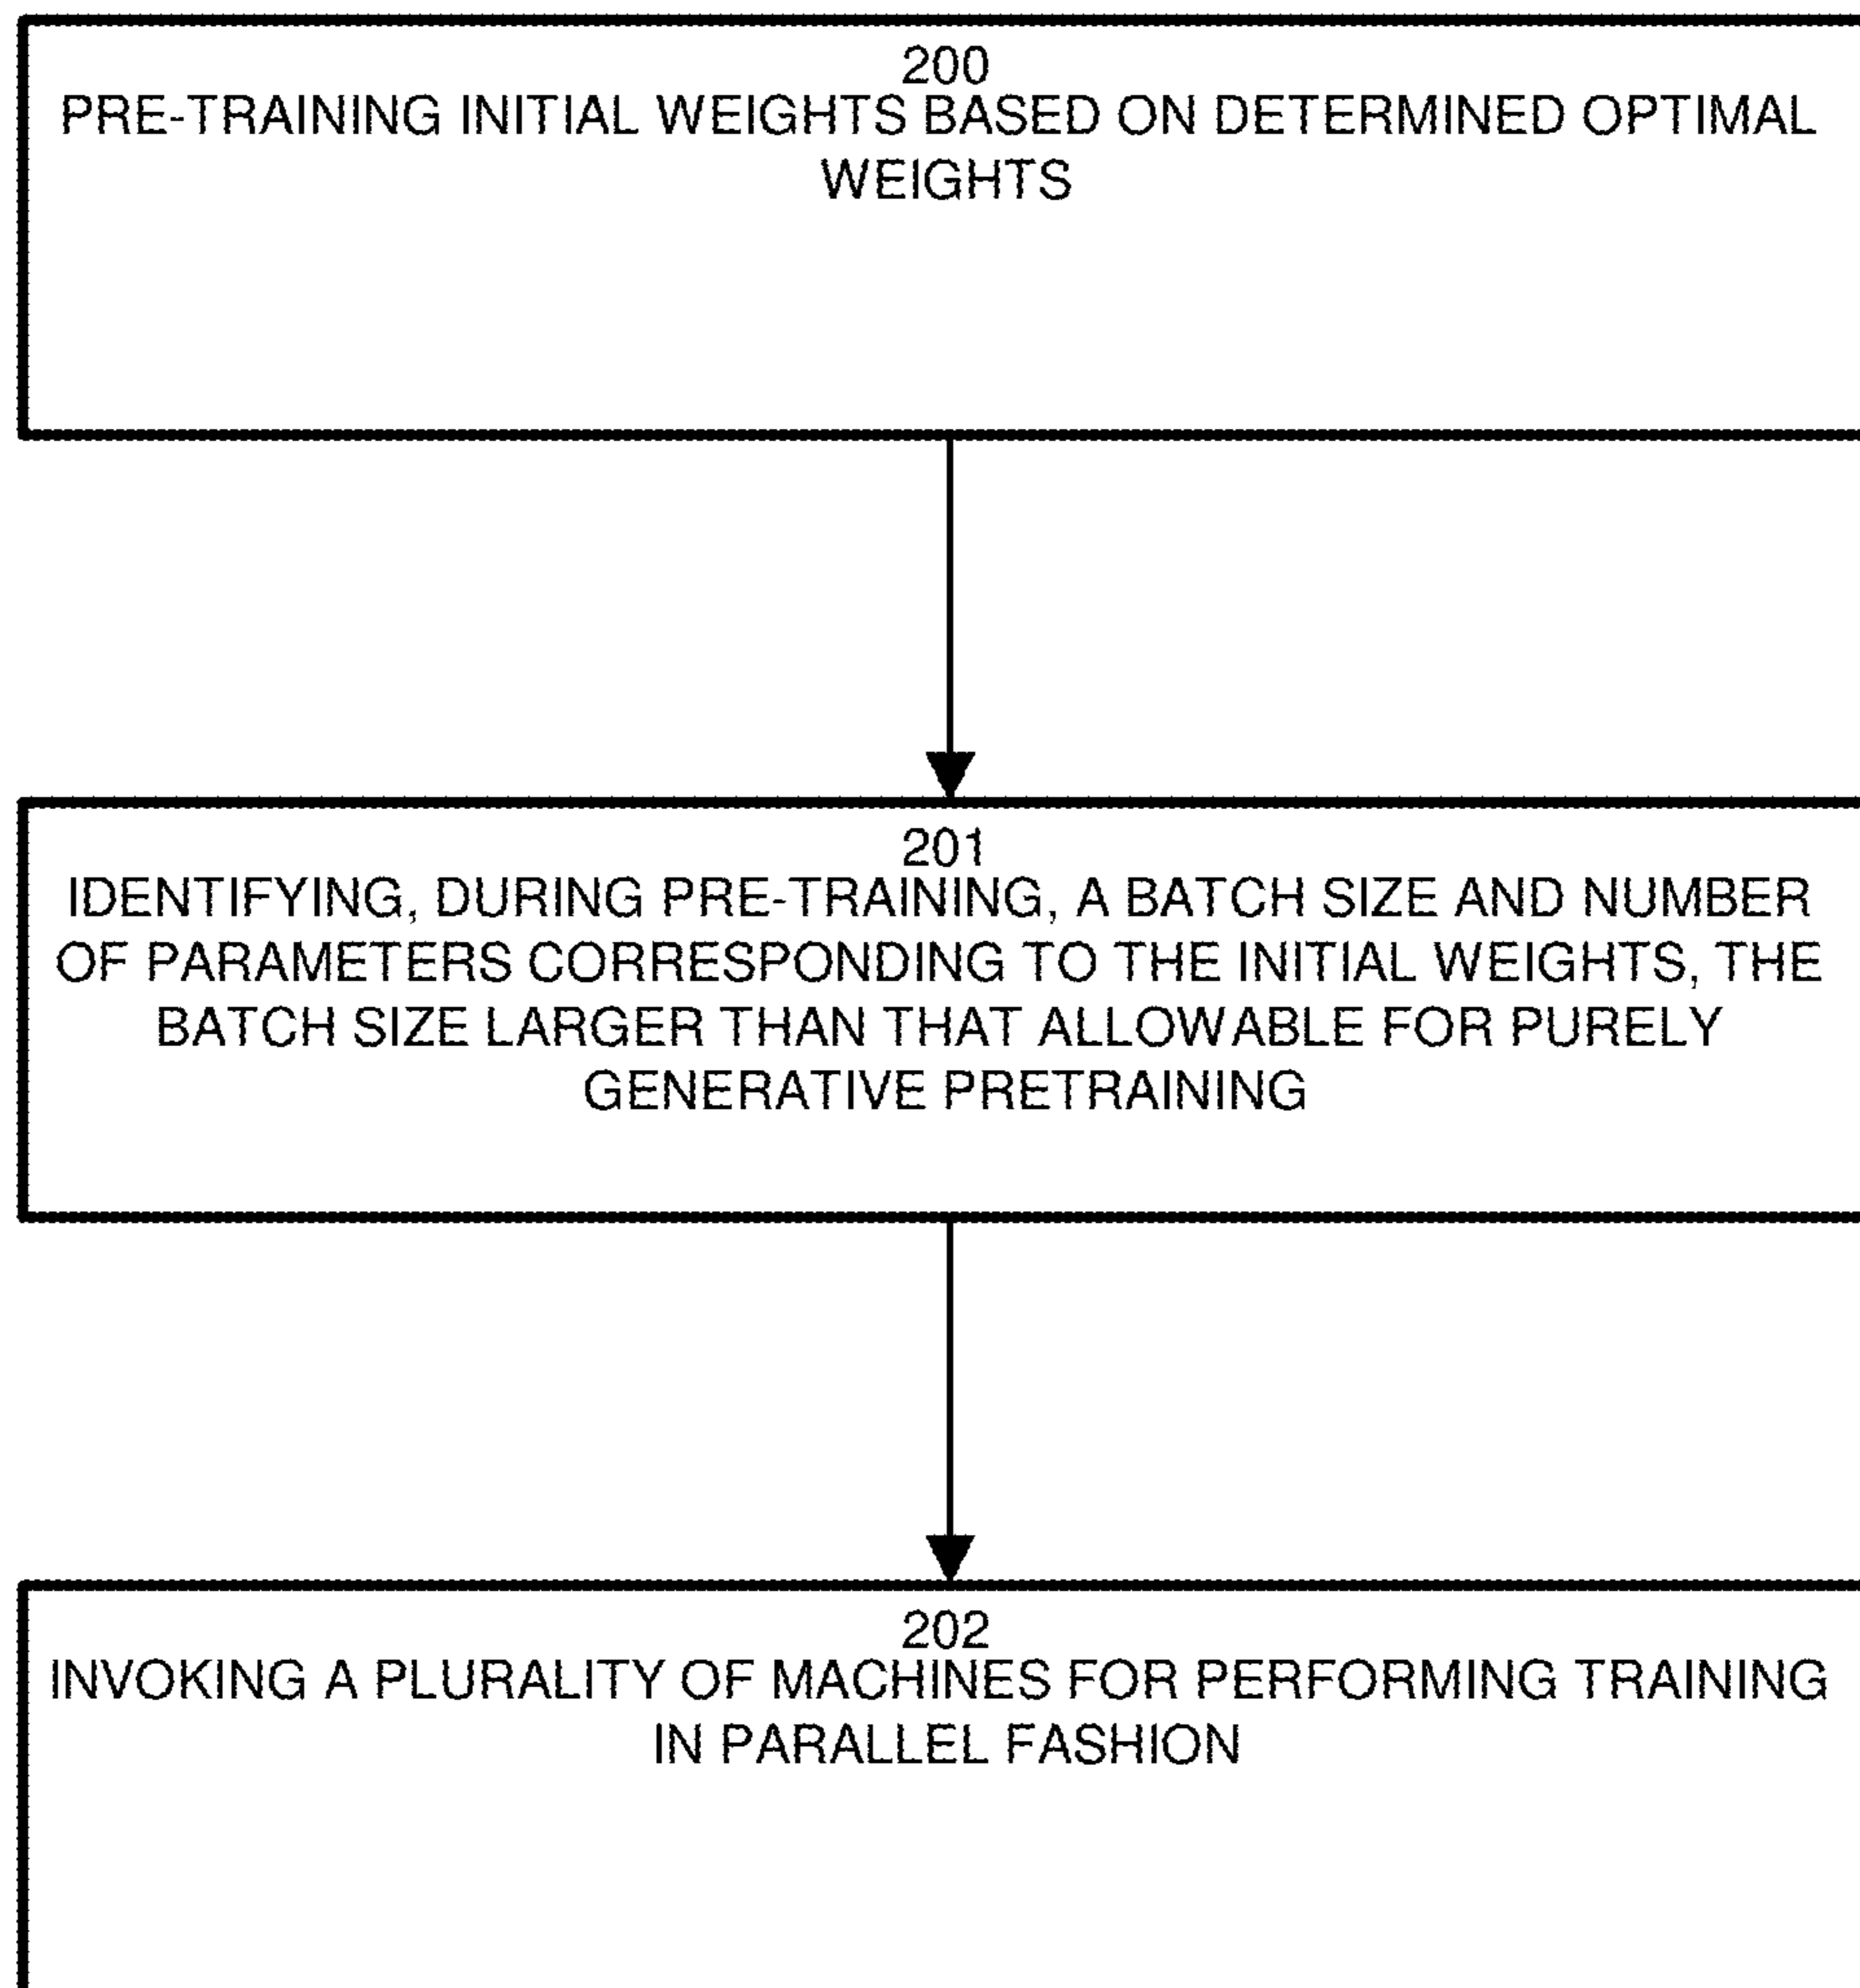 200
PRE-TRAINING INITIAL WEIGHTS BASED ON DETERMINED OPTIMAL
WEIGHTS
201
IDENTIFYING, DURING PRE-TRAINING, A BATCH SIZE AND NUMBER
OF PARAMETERS CORRESPONDING TO THE INITIAL WEIGHTS, THE
BATCH SIZE LARGER THAN THAT ALLOWABLE FOR PURELY
GENERATIVE PRETRAINING
202
INVOKING A PLURALITY OF MACHINES FOR PERFORMING TRAINING
IN PARALLEL FASHION